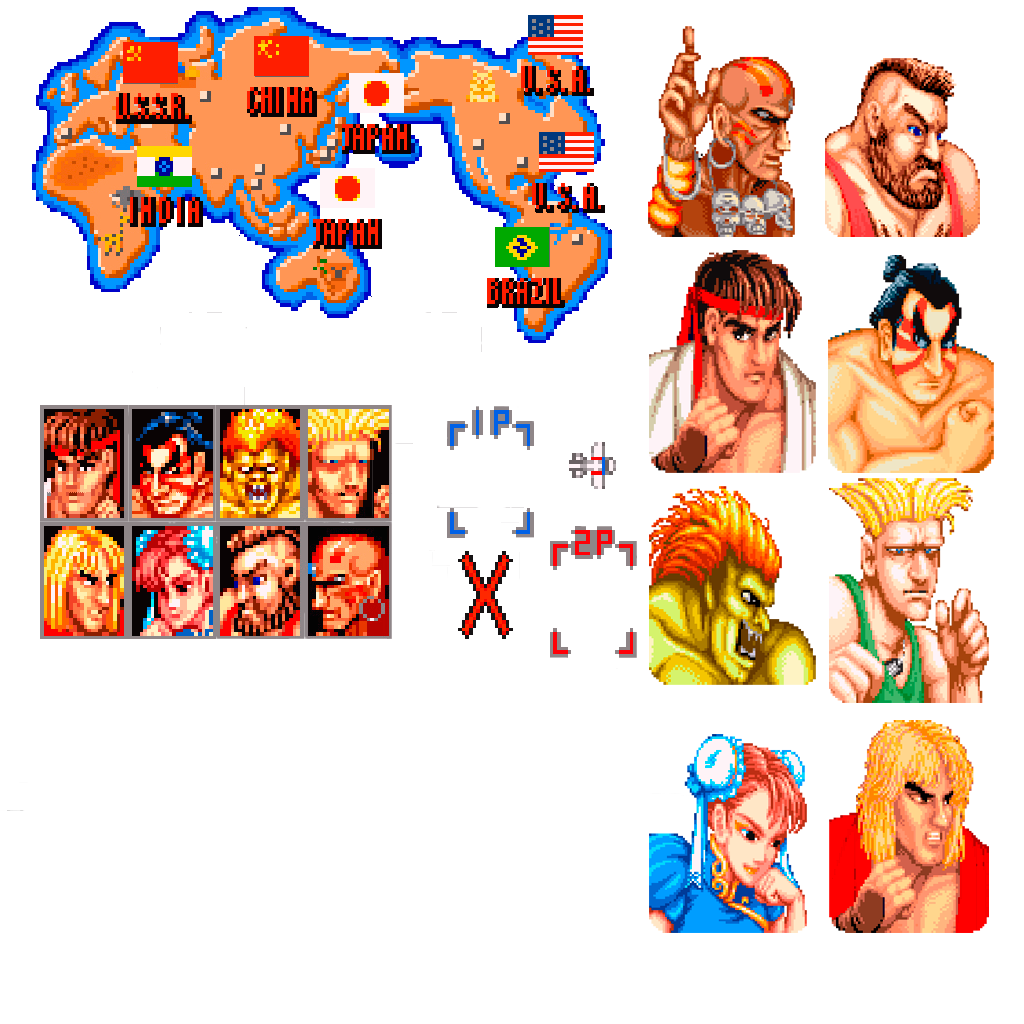 U.S.A.
U.S.S.R.
CHINA
JAPAN
U.S.A.
INDIA
JAPAN
BRAZIL
1P
2P